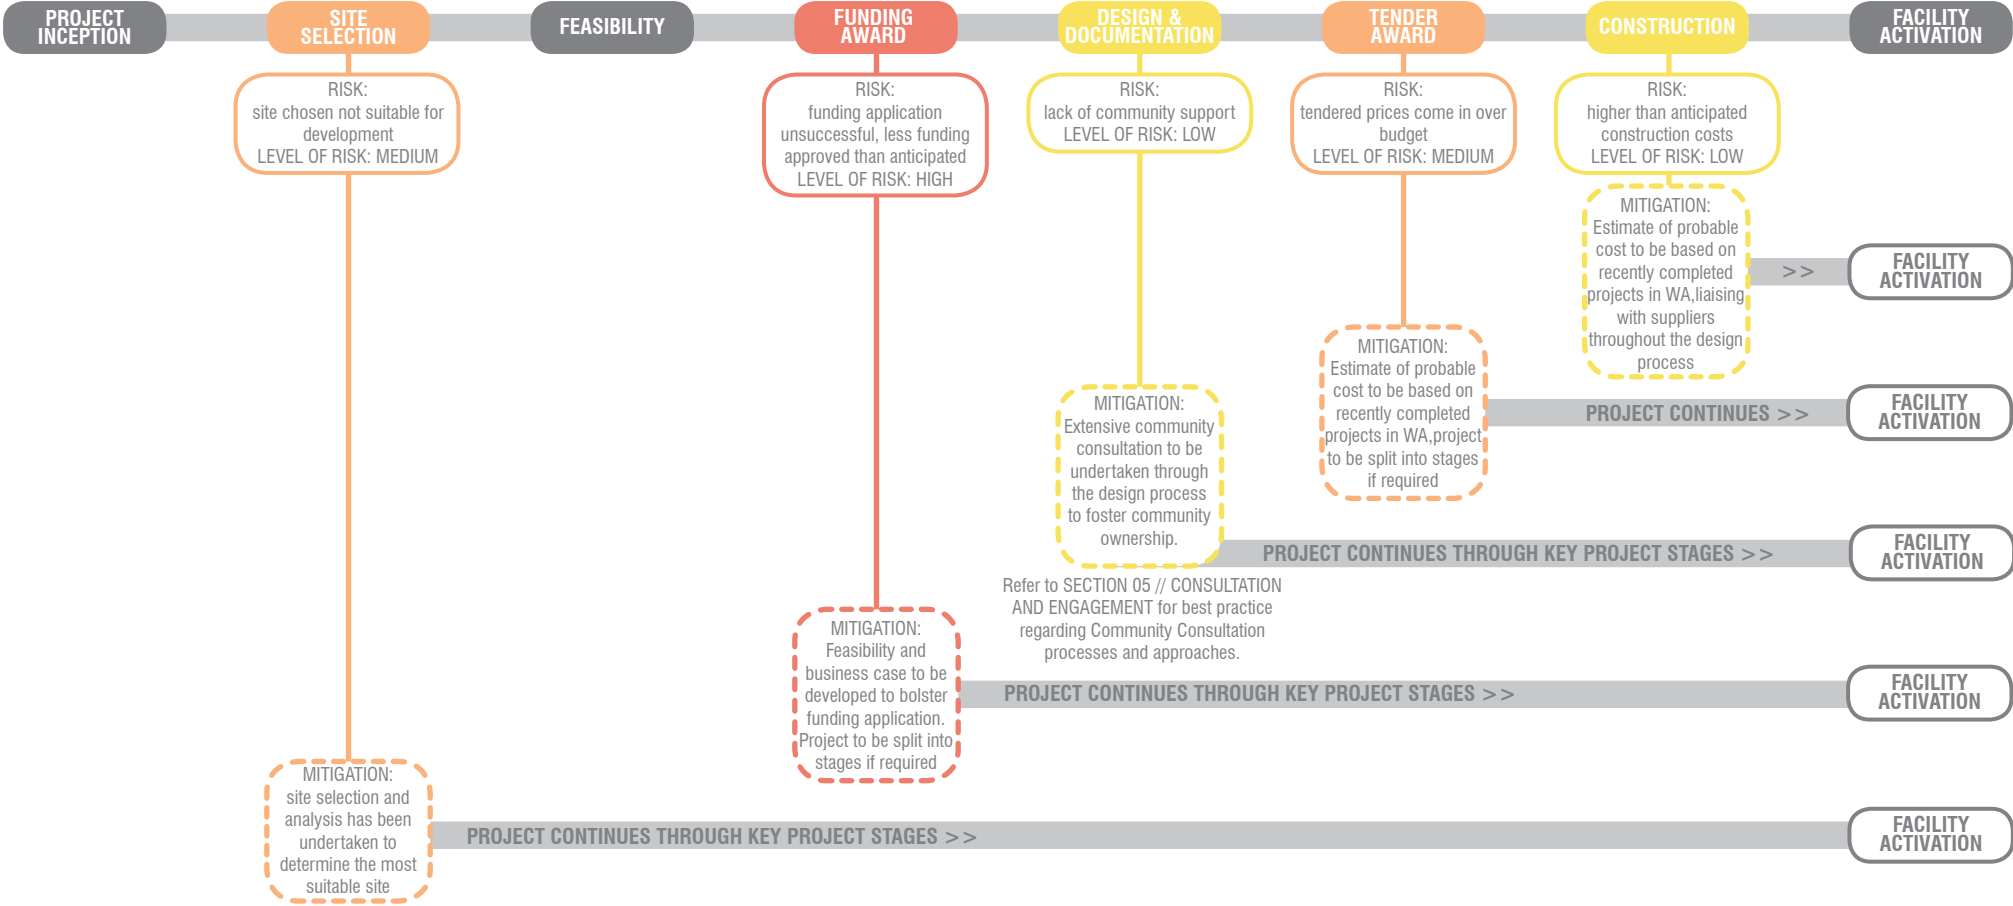 PROJECT
INCEPTION
SITE
SELECTION
FEASIBILITY
FUNDING
AWARD
DESIGN &
DOCUMENTATION
TENDER
AWARD
CONSTRUCTION
FACILITY
ACTIVATION
RISK:
site chosen not suitable for
development
LEVEL OF RISK: MEDIUM
RISK:
funding application
unsuccessful, less funding
approved than anticipated
LEVEL OF RISK: HIGH
RISK:
lack of community support
LEVEL OF RISK: LOW
RISK:
tendered prices come in over
budget
LEVEL OF RISK: MEDIUM
RISK:
higher than anticipated
construction costs
LEVEL OF RISK: LOW
MITIGATION:
Estimate of probable
cost to be based on
recently completed
projects in WA,liaising
with suppliers
throughout the design
process
>>
FACILITY
ACTIVATION
MITIGATION:
Estimate of probable
cost to be based on
recently completed
projects in WA,project
to be split into stages
if required
PROJECT CONTINUES >>
FACILITY
ACTIVATION
MITIGATION:
Extensive community
consultation to be
undertaken through
the design process
to foster community
ownership.
PROJECT CONTINUES THROUGH KEY PROJECT STAGES >>
FACILITY
ACTIVATION
Refer to SECTION 05 // CONSULTATION
AND ENGAGEMENT for best practice
regarding Community Consultation
processes and approaches.
MITIGATION:
Feasibility and
business case to be
developed to bolster
funding application.
Project to be split into
stages if required
PROJECT CONTINUES THROUGH KEY PROJECT STAGES >>
FACILITY
ACTIVATION
MITIGATION:
site selection and
analysis has been
undertaken to
determine the most
suitable site
PROJECT CONTINUES THROUGH KEY PROJECT STAGES >>
FACILITY
ACTIVATION